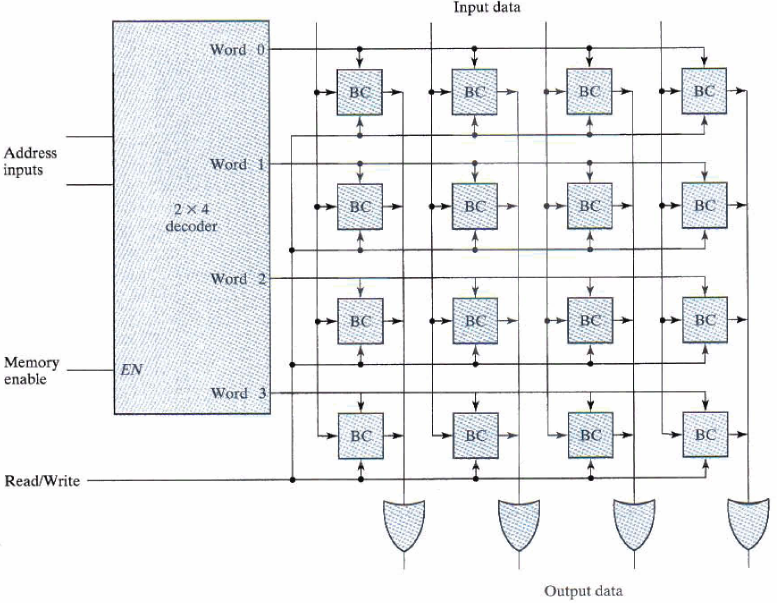 Input data
Word 0
BC BC BC BC
Address
inputs
Word 1
2 × 4
decoder
BC BC BC BC
Word 2
BC BC BC BC
Memory
enable
EN
Word 3
BC BC BC BC
Read/Write
Output data